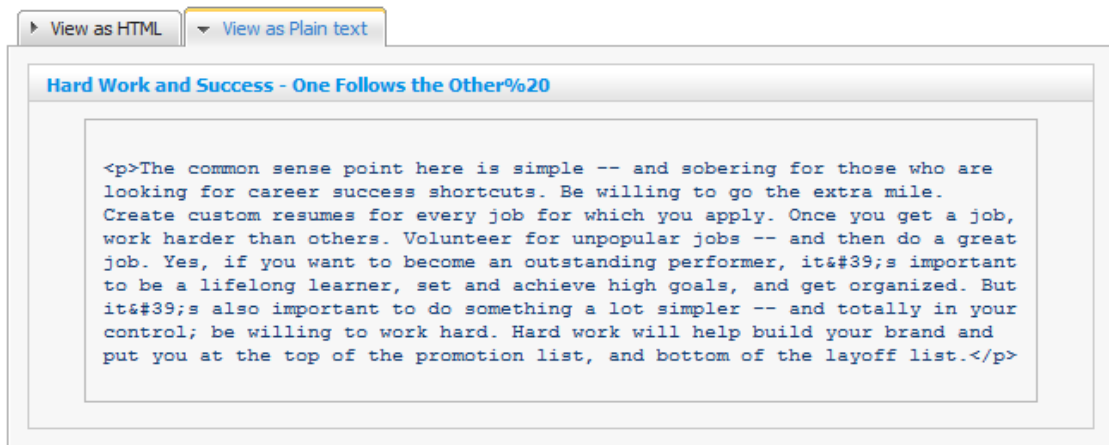 View as HTML View as Plain text
Hard Work and Success - One Follows the Other%20
<p>The common sense point here is simple -- and sobering for those who are
looking for career success shortcuts. Be willing to go the extra mile.
Create custom resumes for every job for which you apply. Once you get a job,
work harder than others. Volunteer for unpopular jobs -- and then do a great
job. Yes, if you want to become an outstanding performer, it&#39;s important
to be a lifelong learner, set and achieve high goals, and get organized. But
it&#39;s also important to do something a lot simpler -- and totally in your
control; be willing to work hard. Hard work will help build your brand and
put you at the top of the promotion list, and bottom of the layoff list.</p>